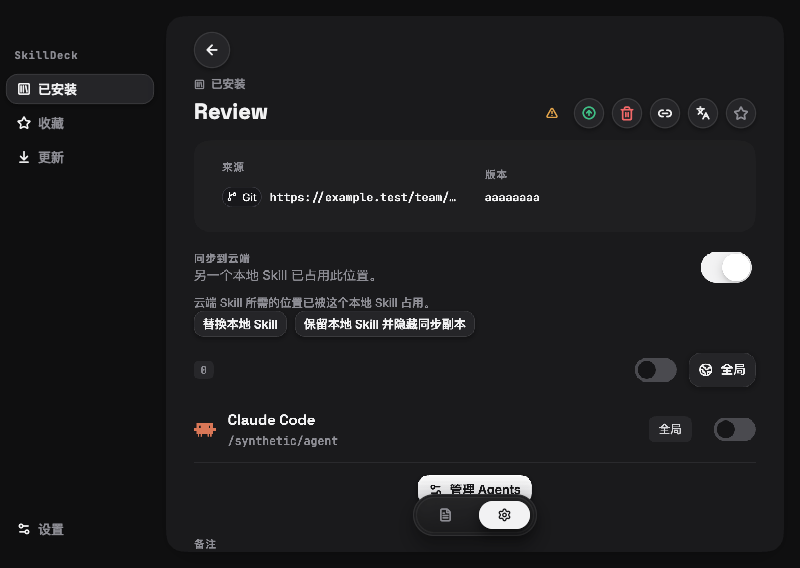 SkillDeck
已安装
收藏
更新
设置
已安装
Review
来源
Git https://example.test/team/…
版本
aaaaaaaa
同步到云端
另一个本地 Skill 已占用此位置。
云端 Skill 所需的位置已被这个本地 Skill 占用。
替换本地 Skill
保留本地 Skill 并隐藏同步副本
0
全局
Claude Code
/synthetic/agent
全局
管理 Agents
备注